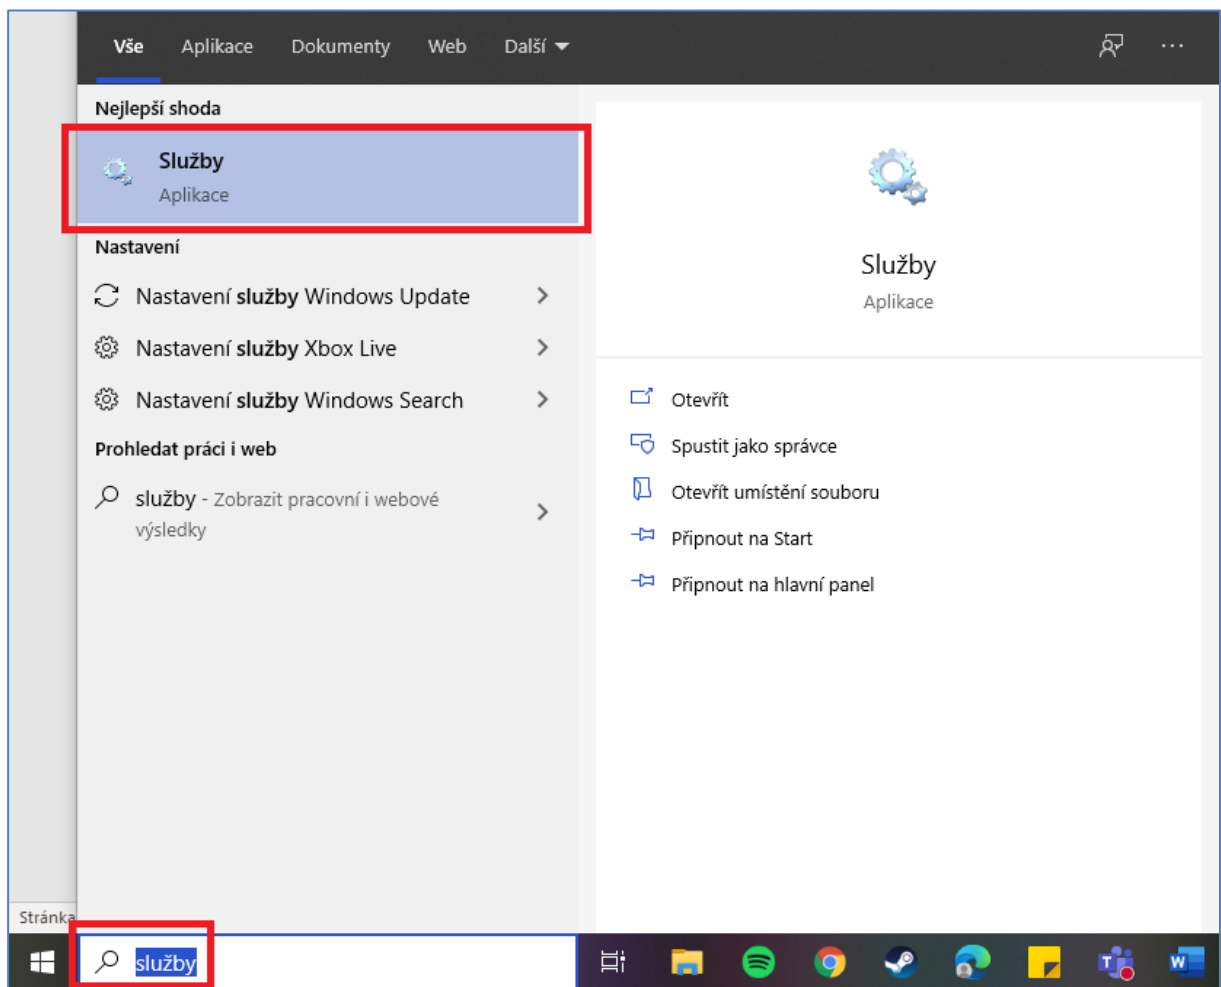 Vše Aplikace Dokumenty Web Další
Nejlepší shoda
Služby
Aplikace
Nastavení
Nastavení služby Windows Update
Nastavení služby Xbox Live
Nastavení služby Windows Search
Prohledat práci i web
služby - Zobrazit pracovní i webové
výsledky
Služby
Aplikace
Otevřít
Spustit jako správce
Otevřít umístění souboru
Připnout na Start
Připnout na hlavní panel
Stránka
služby